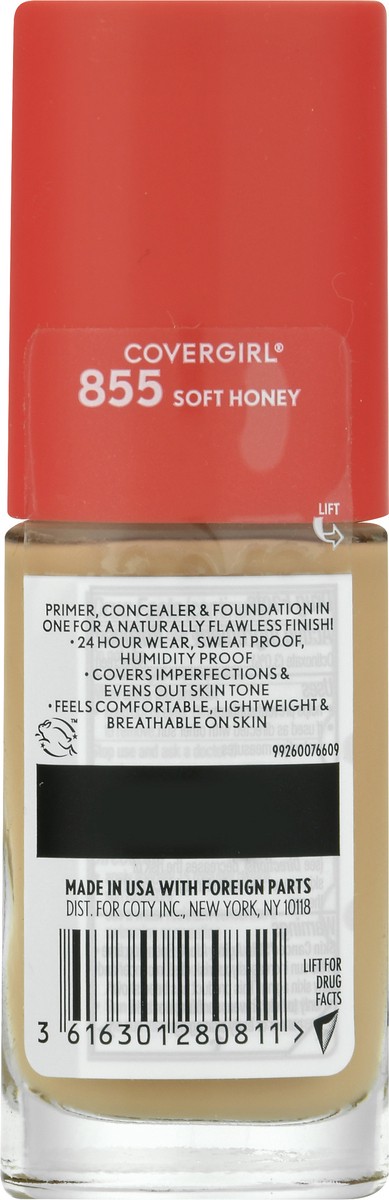 COVERGIRL®
855 SOFT HONEY
LIFT
PRIMER, CONCEALER & FOUNDATION IN
ONE FOR A NATURALLY FLAWLESS FINISH!
• 24 HOUR WEAR, SWEAT PROOF,
HUMIDITY PROOF
• COVERS IMPERFECTIONS &
EVENS OUT SKIN TONE
• FEELS COMFORTABLE, LIGHTWEIGHT &
BREATHABLE ON SKIN
TM
99260076609
MADE IN USA WITH FOREIGN PARTS
DIST. FOR COTY INC., NEW YORK, NY 10118
LIFT FOR
DRUG
FACTS
3 616301 280811 >